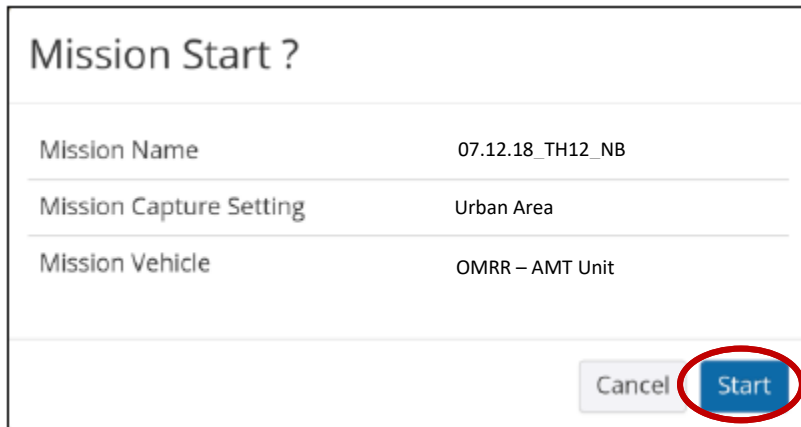 Mission Start ?
Mission Name 07.12.18_TH12_NB
Mission Capture Setting Urban Area
Mission Vehicle OMRR – AMT Unit
Cancel Start